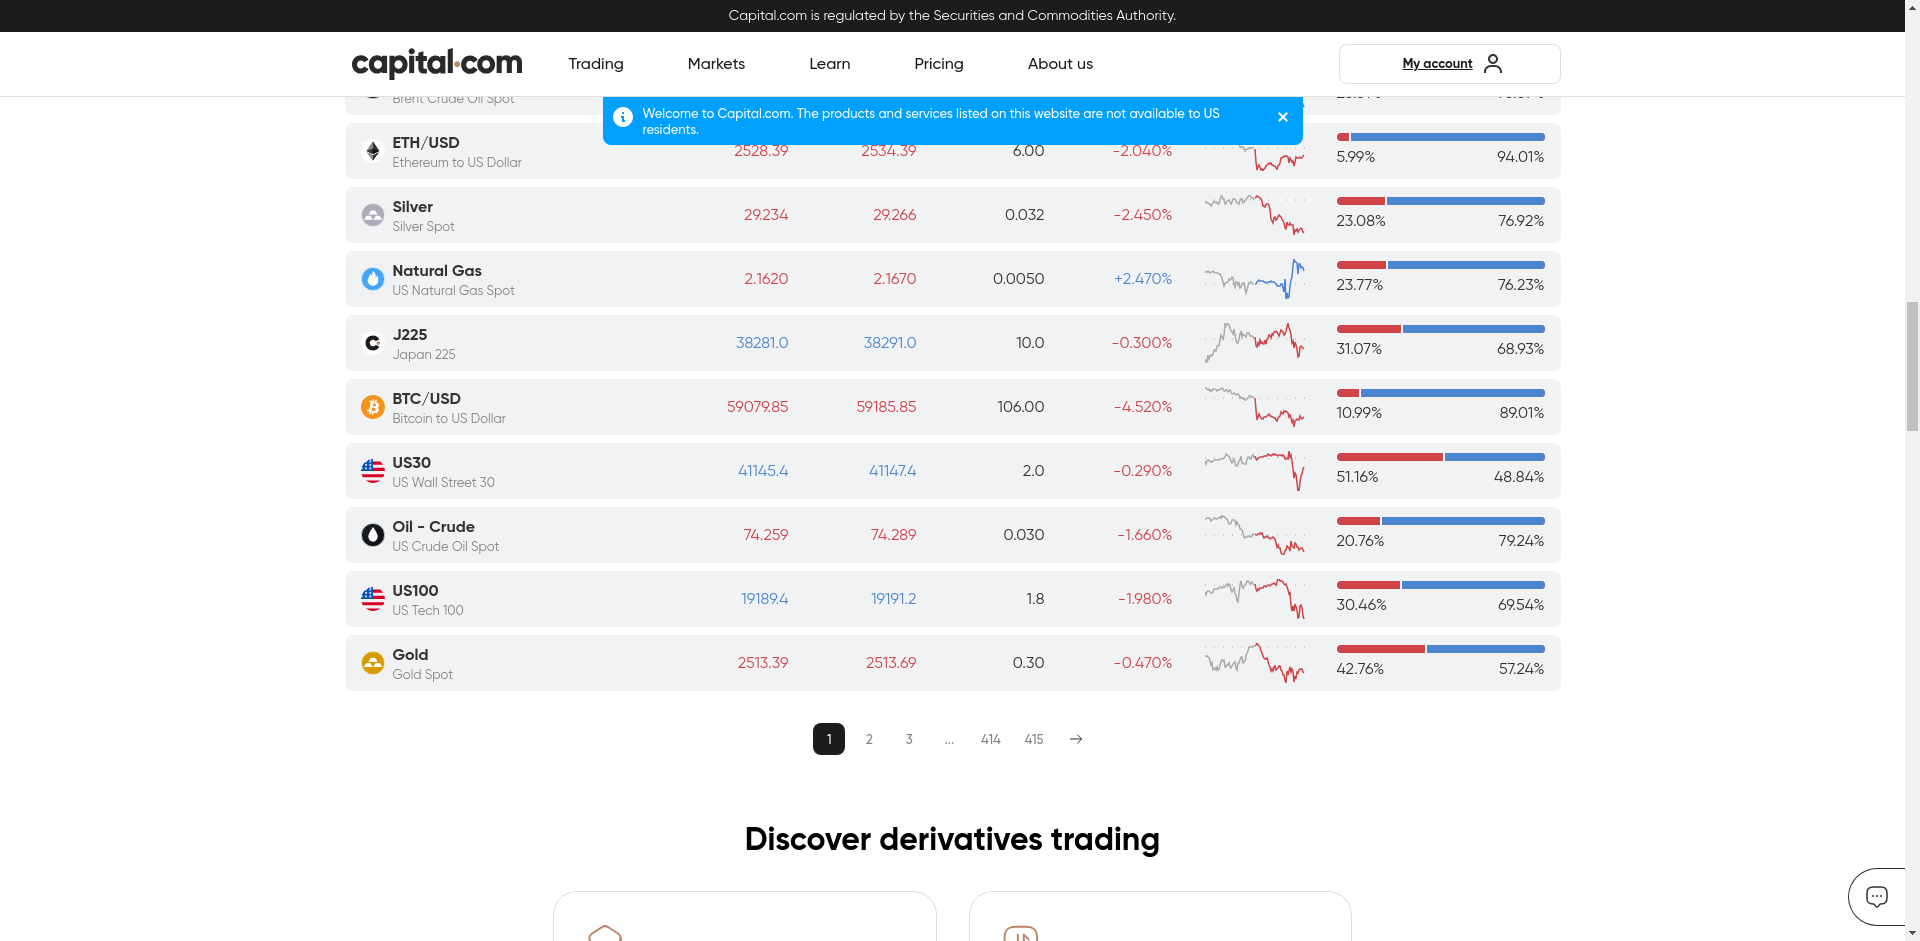 Capital.com is regulated by the Securities and Commodities Authority.
capital.com
Trading
Markets
Learn
Pricing
About us
My account
Welcome to Capital.com. The products and services listed on this website are not available to US
residents.
Brent Crude Oil Spot
ETH/USD
Ethereum to US Dollar
2528.39 2534.39 6.00 -2.040% 5.99% 94.01%
Silver
Silver Spot
29.234 29.266 0.032 -2.450% 23.08% 76.92%
Natural Gas
US Natural Gas Spot
2.1620 2.1670 0.0050 +2.470% 23.77% 76.23%
J225
Japan 225
38281.0 38291.0 10.0 -0.300% 31.07% 68.93%
BTC/USD
Bitcoin to US Dollar
59079.85 59185.85 106.00 -4.520% 10.99% 89.01%
US30
US Wall Street 30
41145.4 41147.4 2.0 -0.290% 51.16% 48.84%
Oil - Crude
US Crude Oil Spot
74.259 74.289 0.030 -1.660% 20.76% 79.24%
US100
US Tech 100
19189.4 19191.2 1.8 -1.980% 30.46% 69.54%
Gold
Gold Spot
2513.39 2513.69 0.30 -0.470% 42.76% 57.24%
1 2 3 ... 414 415
Discover derivatives trading